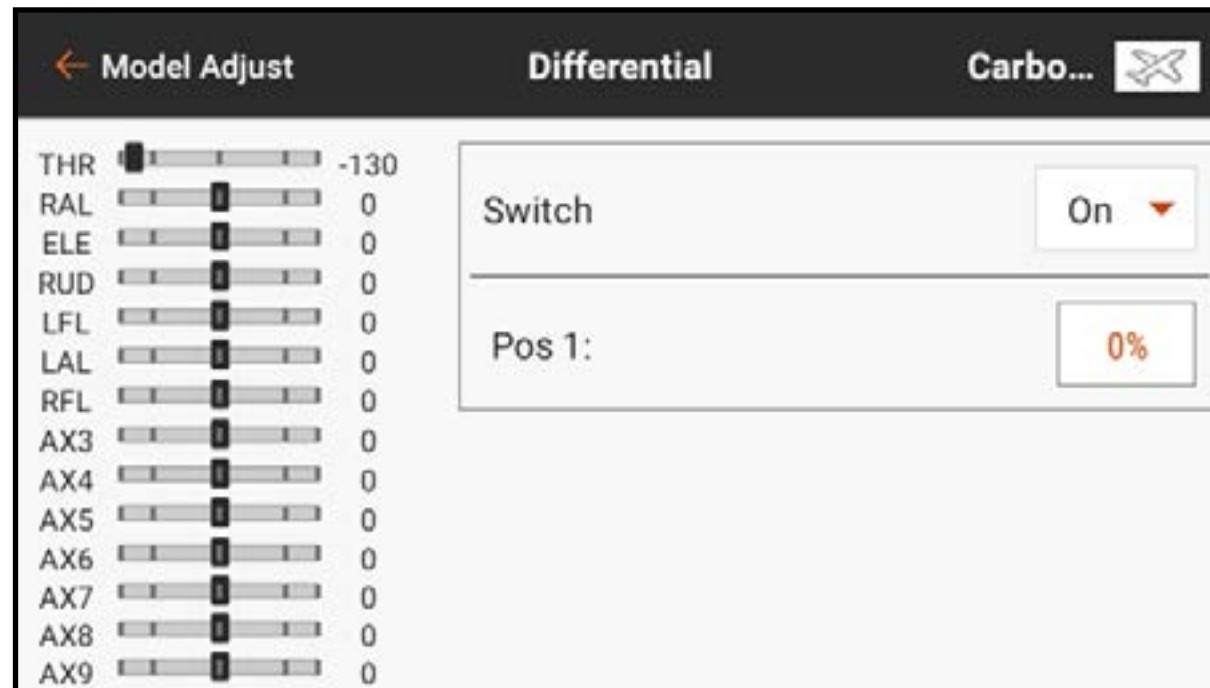 Model Adjust Differential Carbo...
THR -130
RAL 0
ELE 0
RUD 0
LFL 0
LAL 0
RFL 0
AX3 0
AX4 0
AX5 0
AX6 0
AX7 0
AX8 0
AX9 0
Switch On
Pos 1: 0%